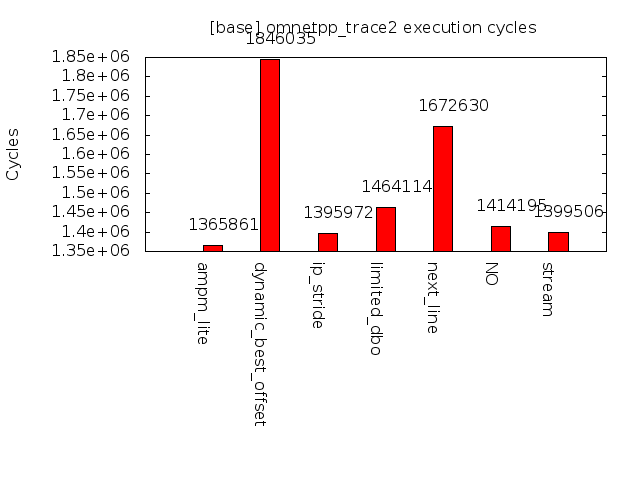 [base] omnetpp_trace2 execution cycles
1846035
1.85e+06
1.8e+06
1.75e+06
1.7e+06
1672630
1.65e+06
1.6e+06
1.55e+06
1.5e+06
1464114
1.45e+06
1414195
1395972
1399506
1365861
1.4e+06
1.35e+06
Cycles
ampm_lite
dynamic_best_offset
ip_stride
limited_dbo
next_line
NO
stream